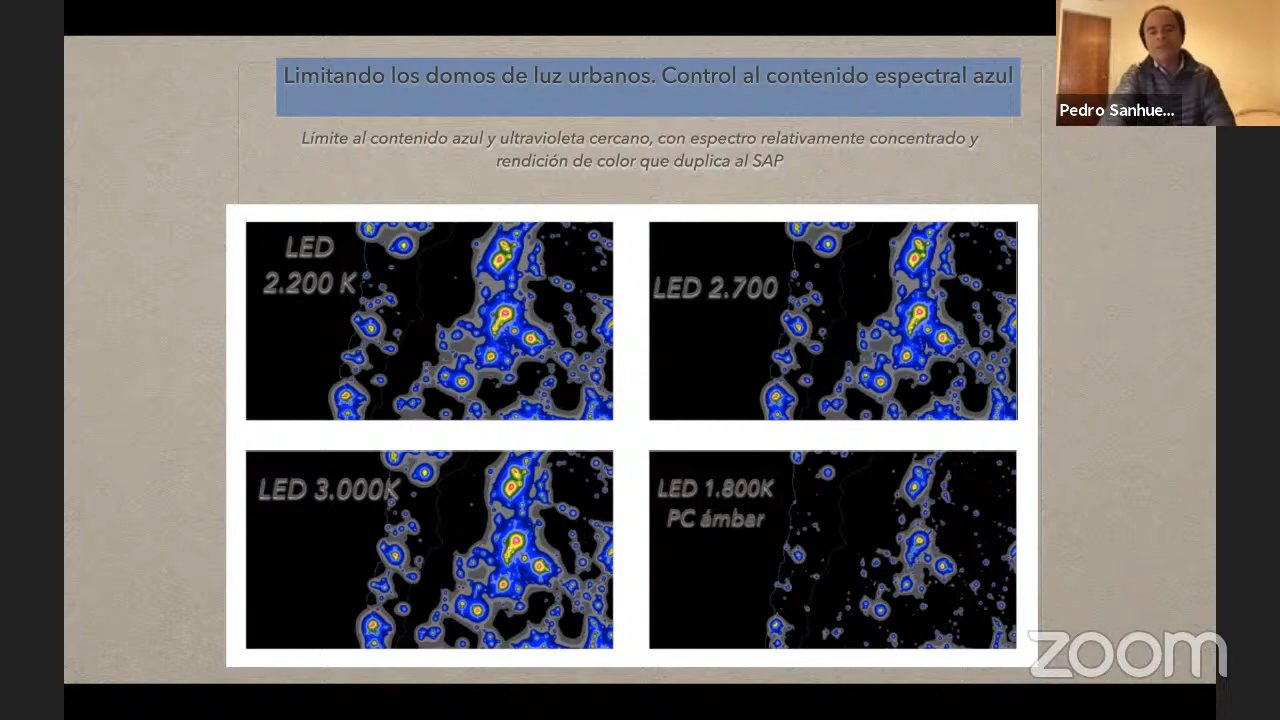 Limitando los domos de luz urbanos. Control al contenido espectral azul
Pedro Sanhue...
Límite al contenido azul y ultravioleta cercano, con espectro relativamente concentrado y
rendición de color que duplica al SAP
LED
2.200 K
LED 2.700
LED 3.000K
LED 1.800K
PC ámbar
zoom